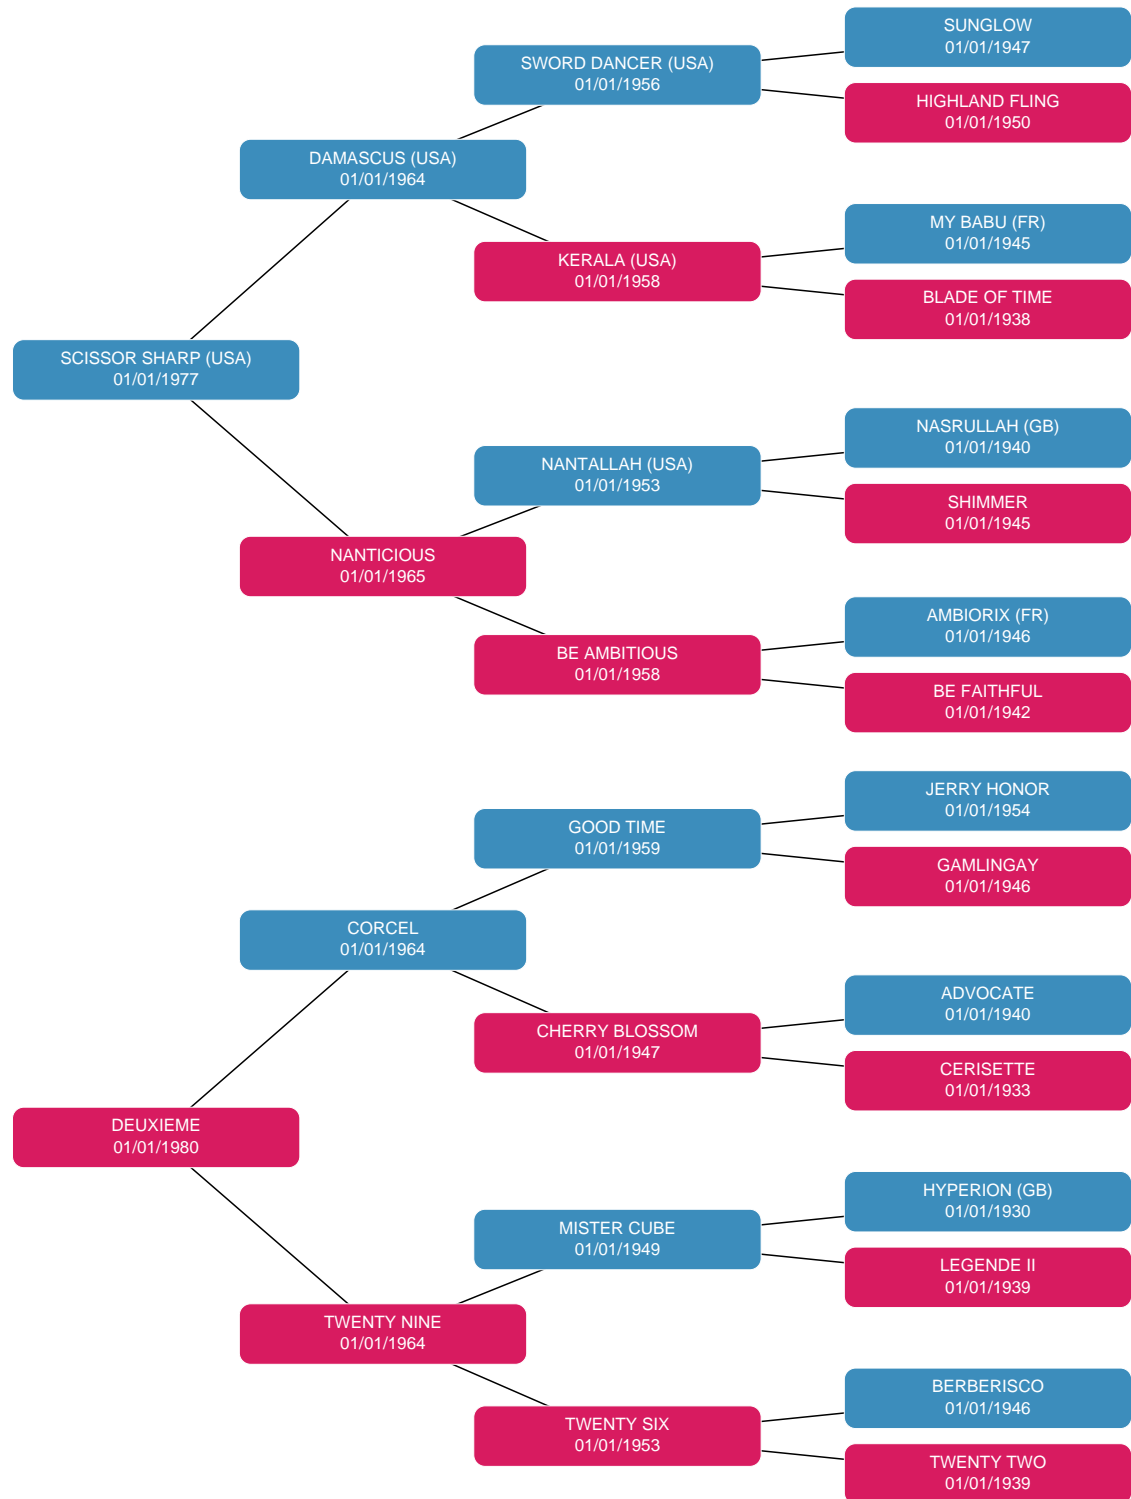 SUNGLOW
01/01/1947
SWORD DANCER (USA)
01/01/1956
HIGHLAND FLING
01/01/1950
DAMASCUS (USA)
01/01/1964
MY BABU (FR)
01/01/1945
KERALA (USA)
01/01/1958
BLADE OF TIME
01/01/1938
SCISSOR SHARP (USA)
01/01/1977
NASRULLAH (GB)
01/01/1940
NANTALLAH (USA)
01/01/1953
SHIMMER
01/01/1945
NANTICIOUS
01/01/1965
AMBIORIX (FR)
01/01/1946
BE AMBITIOUS
01/01/1958
BE FAITHFUL
01/01/1942
JERRY HONOR
01/01/1954
GOOD TIME
01/01/1959
GAMLINGAY
01/01/1946
CORCEL
01/01/1964
ADVOCATE
01/01/1940
CHERRY BLOSSOM
01/01/1947
CERISETTE
01/01/1933
DEUXIEME
01/01/1980
HYPERION (GB)
01/01/1930
MISTER CUBE
01/01/1949
LEGENDE II
01/01/1939
TWENTY NINE
01/01/1964
BERBERISCO
01/01/1946
TWENTY SIX
01/01/1953
TWENTY TWO
01/01/1939